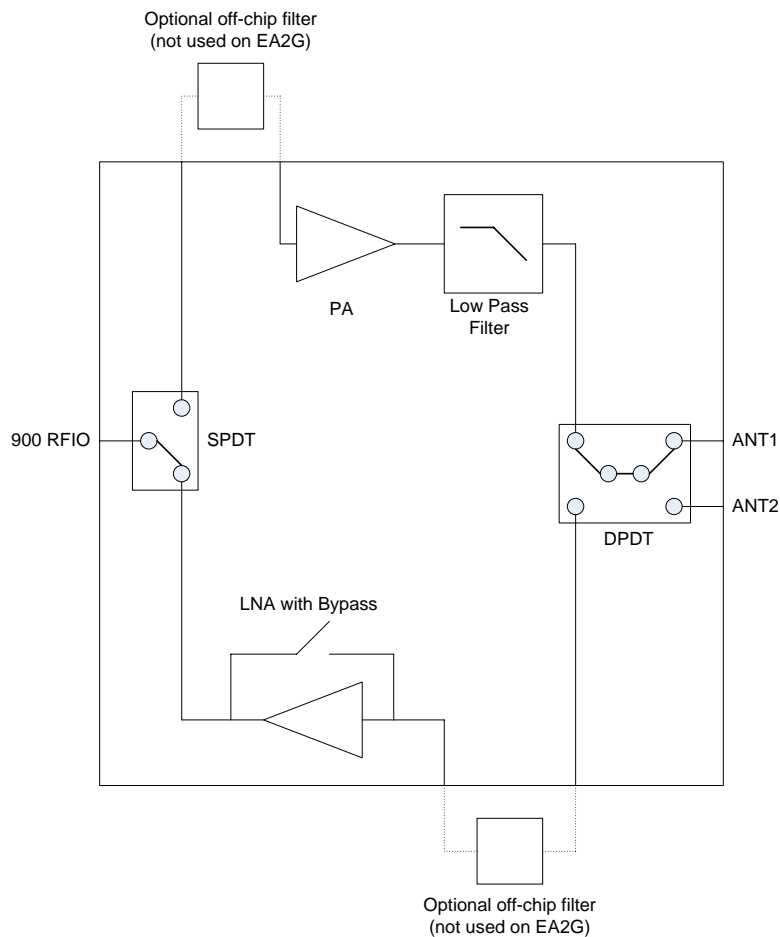 Optional off-chip filter
(not used on EA2G)
PA
Low Pass
Filter
900 RFIO
SPDT
ANT1
ANT2
DPDT
LNA with Bypass
Optional off-chip filter
(not used on EA2G)